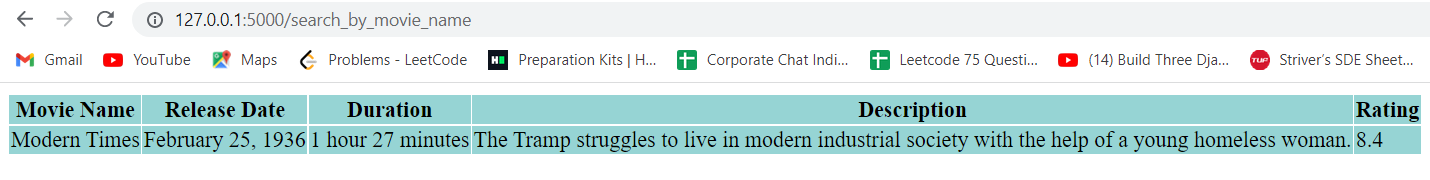 127.0.0.1:5000/search_by_movie_name
Gmail YouTube Maps Problems - LeetCode H Preparation Kits | H... Corporate Chat Indi... Leetcode 75 Questi... (14) Build Three Dja... TUF Striver's SDE Sheet...
Movie Name Release Date Duration Description Rating
Modern Times February 25, 1936 1 hour 27 minutes The Tramp struggles to live in modern industrial society with the help of a young homeless woman. 8.4